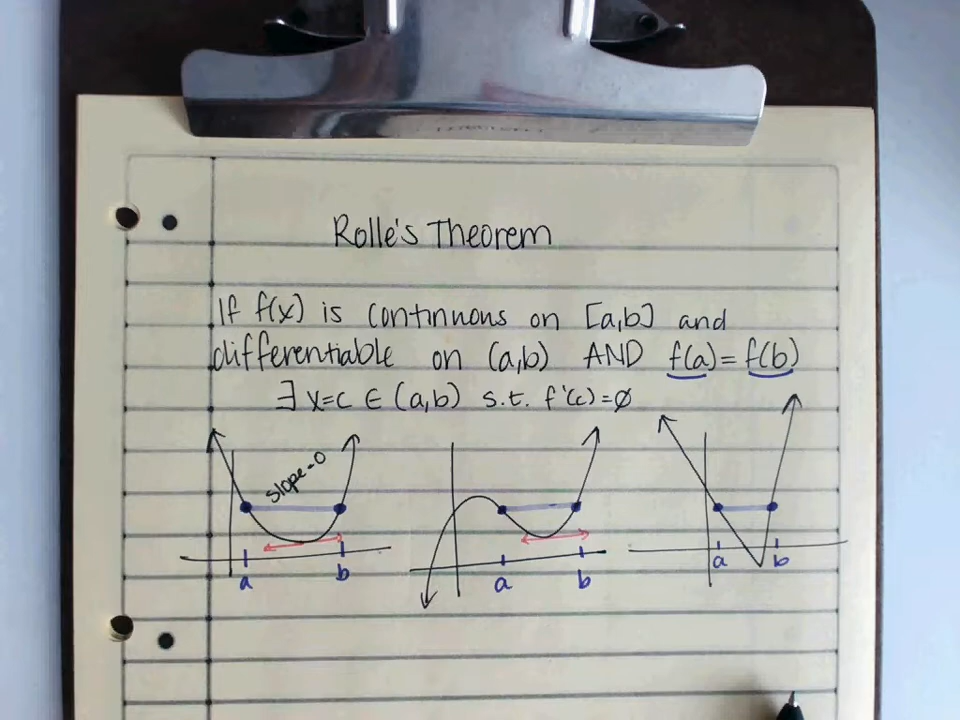 Rolle's Theorem
If f(x) is continuous on [a,b] and
differentiable on (a,b) AND f(a)=f(b)
∃ x=c ∈ (a,b) s.t. f'(c)=∅
slope=0
a b
a b
a b